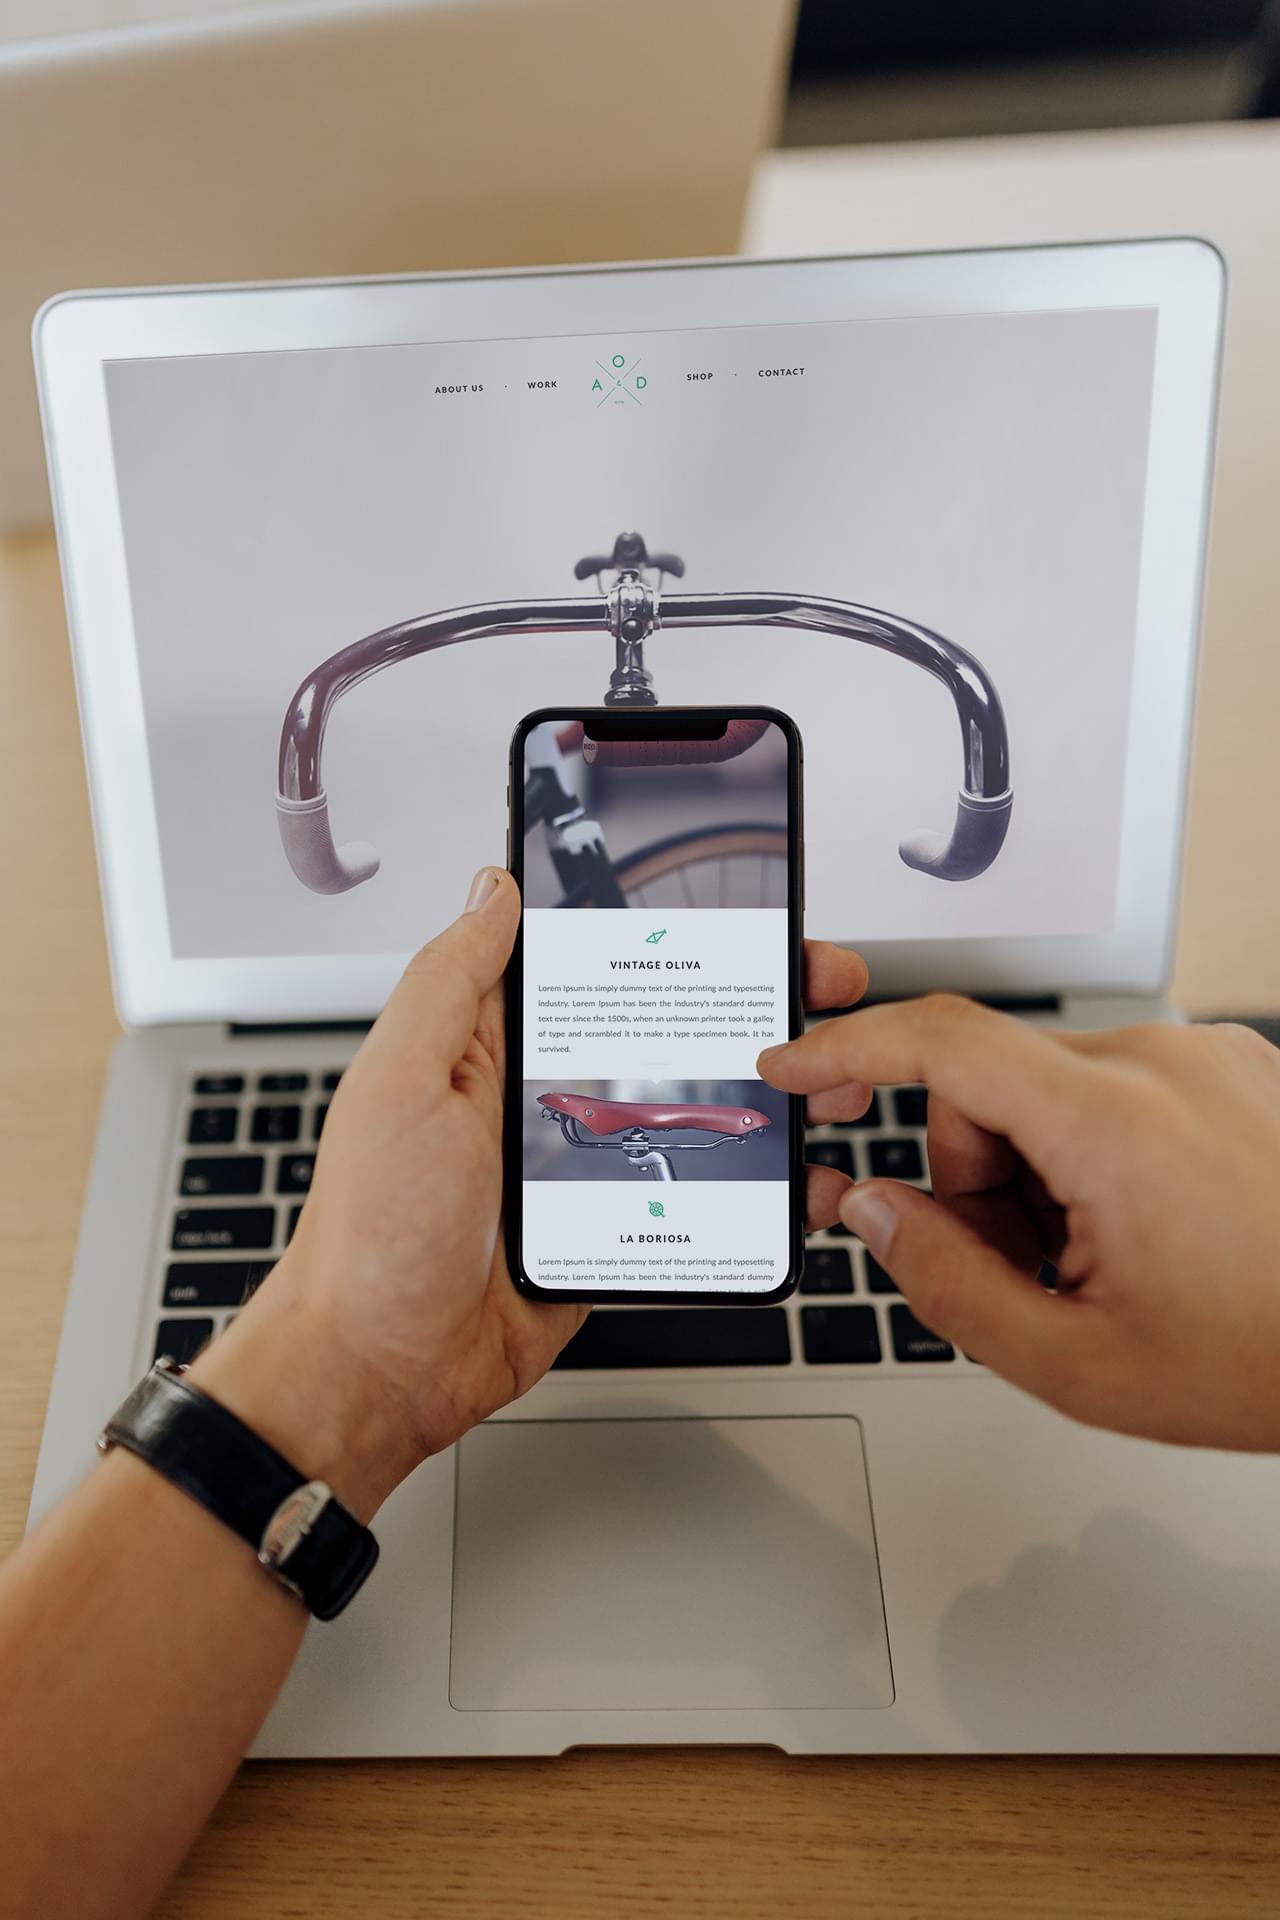 ABOUT US · WORK
O
A & D
SHOP · CONTACT
VINTAGE OLIVA
Lorem Ipsum is simply dummy text of the printing and typesetting
industry. Lorem Ipsum has been the industry's standard dummy
text ever since the 1500s, when an unknown printer took a galley
of type and scrambled it to make a type specimen book. It has
survived.
LA BORIOSA
Lorem Ipsum is simply dummy text of the printing and typesetting
industry. Lorem Ipsum has been the industry's standard dummy